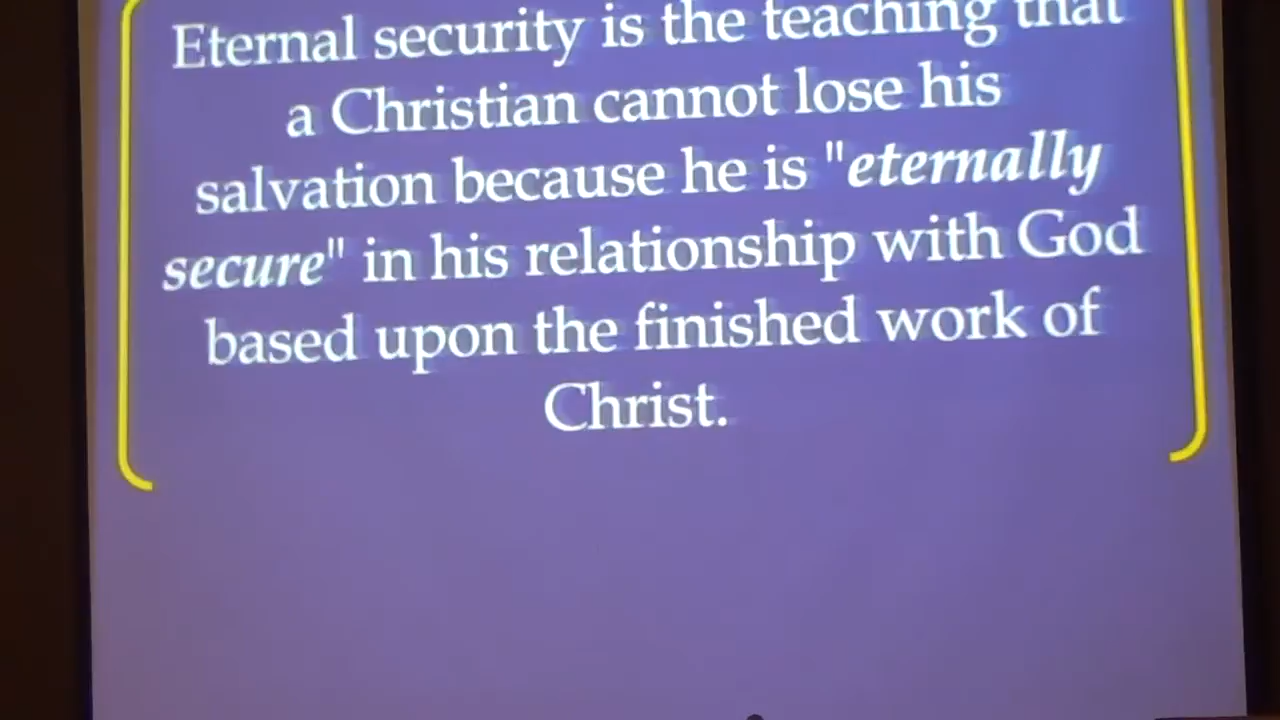 Eternal security is the teaching that
a Christian cannot lose his
salvation because he is "eternally
secure" in his relationship with God
based upon the finished work of
Christ.